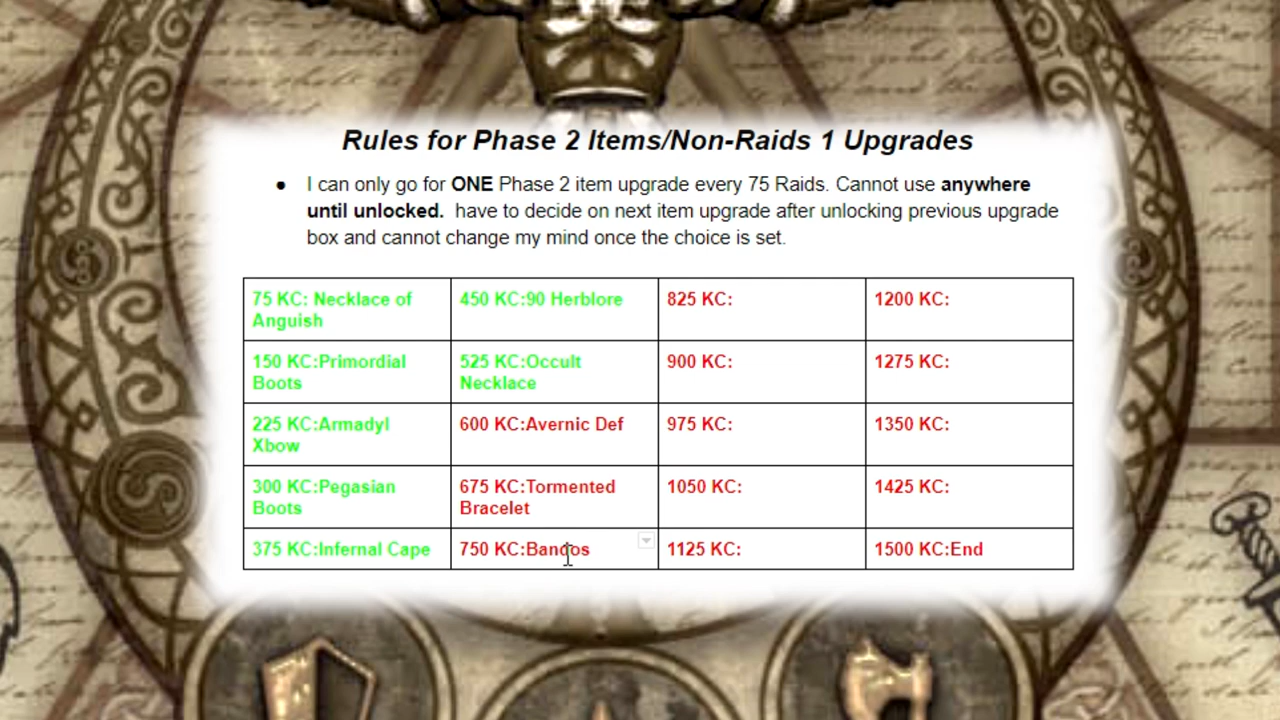 Rules for Phase 2 Items/Non-Raids 1 Upgrades
● I can only go for ONE Phase 2 item upgrade every 75 Raids. Cannot use anywhere
until unlocked.  have to decide on next item upgrade after unlocking previous upgrade
box and cannot change my mind once the choice is set.
75 KC: Necklace of
Anguish
450 KC:90 Herblore
825 KC:
1200 KC:
150 KC:Primordial
Boots
525 KC:Occult
Necklace
900 KC:
1275 KC:
225 KC:Armadyl
Xbow
600 KC:Avernic Def
975 KC:
1350 KC:
300 KC:Pegasian
Boots
675 KC:Tormented
Bracelet
1050 KC:
1425 KC:
375 KC:Infernal Cape
750 KC:Bandos
1125 KC:
1500 KC:End